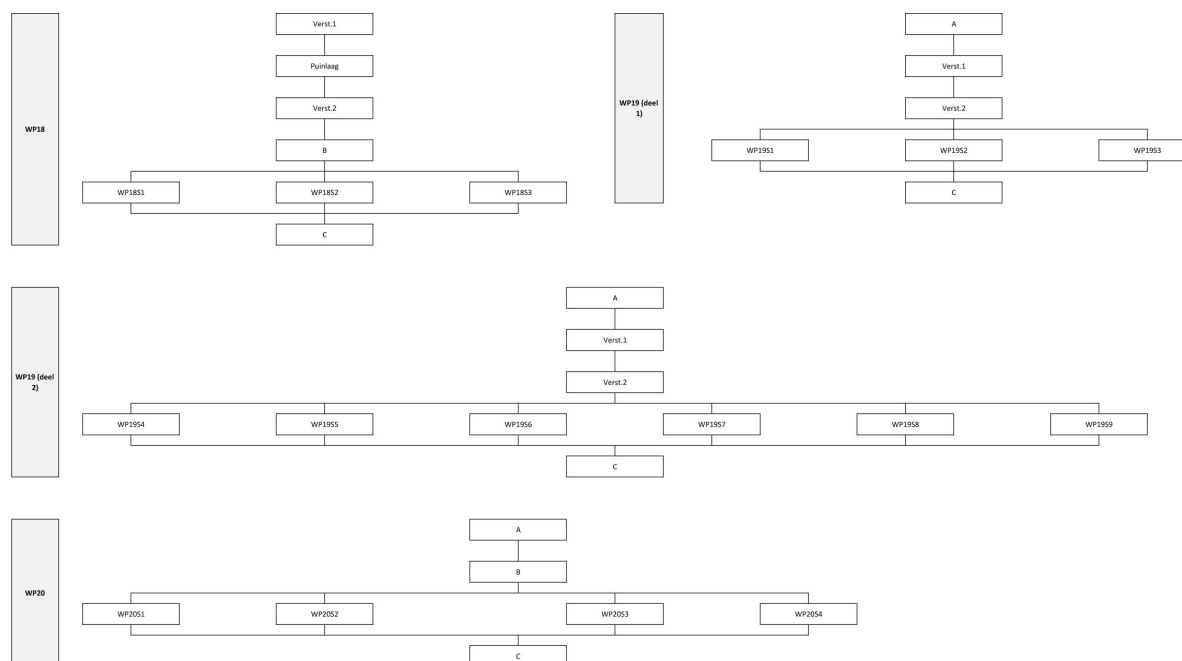 WP18
Verst.1
Puinlaag
Verst.2
B
WP18S1
WP18S2
WP18S3
C
WP19 (deel
1)
A
Verst.1
Verst.2
WP19S1
WP19S2
WP19S3
C
WP19 (deel
2)
A
Verst.1
Verst.2
WP19S4
WP19S5
WP19S6
WP19S7
WP19S8
WP19S9
C
WP20
A
B
WP20S1
WP20S2
WP20S3
WP20S4
C